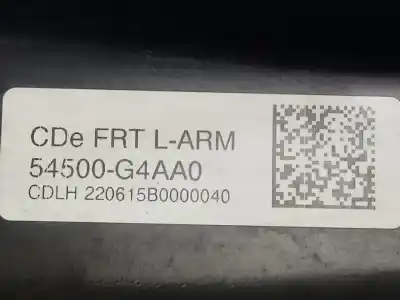 CDe FRT L-ARM
54500-G4AA0
CDLH 220615B0000040